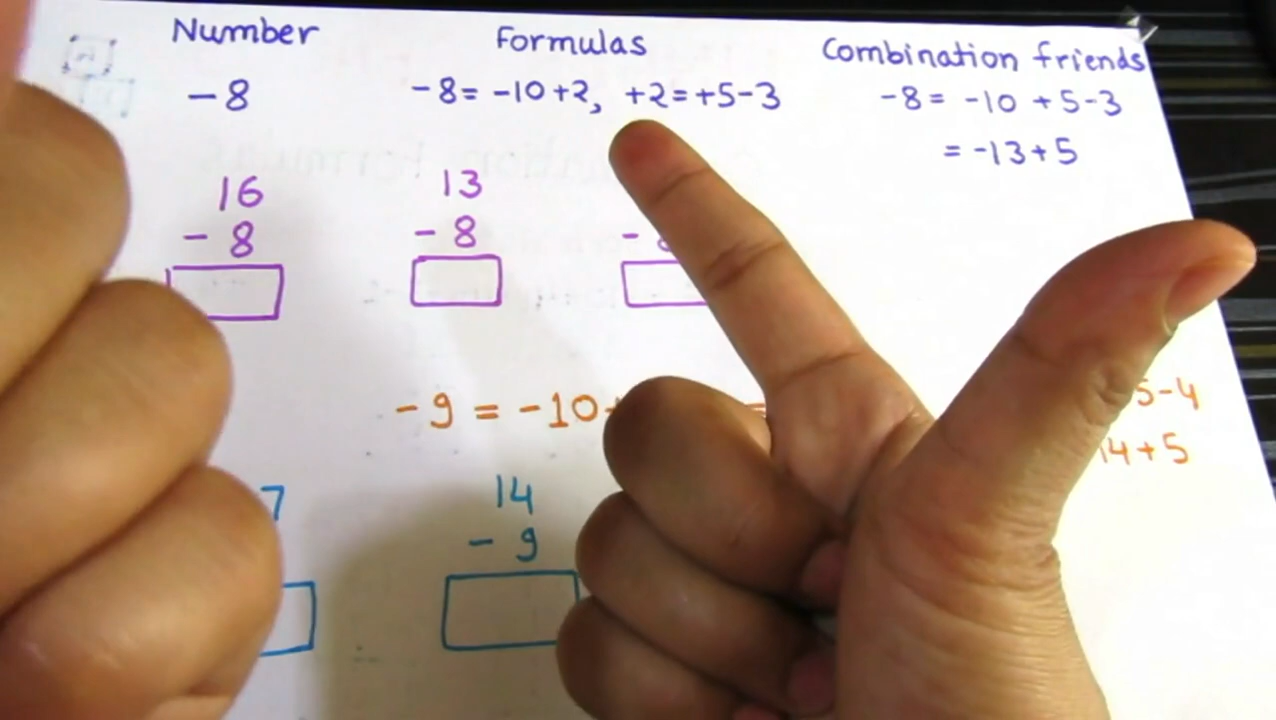 Number Formulas Combination friends
-8 -8 = -10+2, +2 = +5-3 -8 = -10 +5-3
= -13+5
16 13
- 8 - 8 -
-9 = -10 5-4
14+5
7 14
- 9